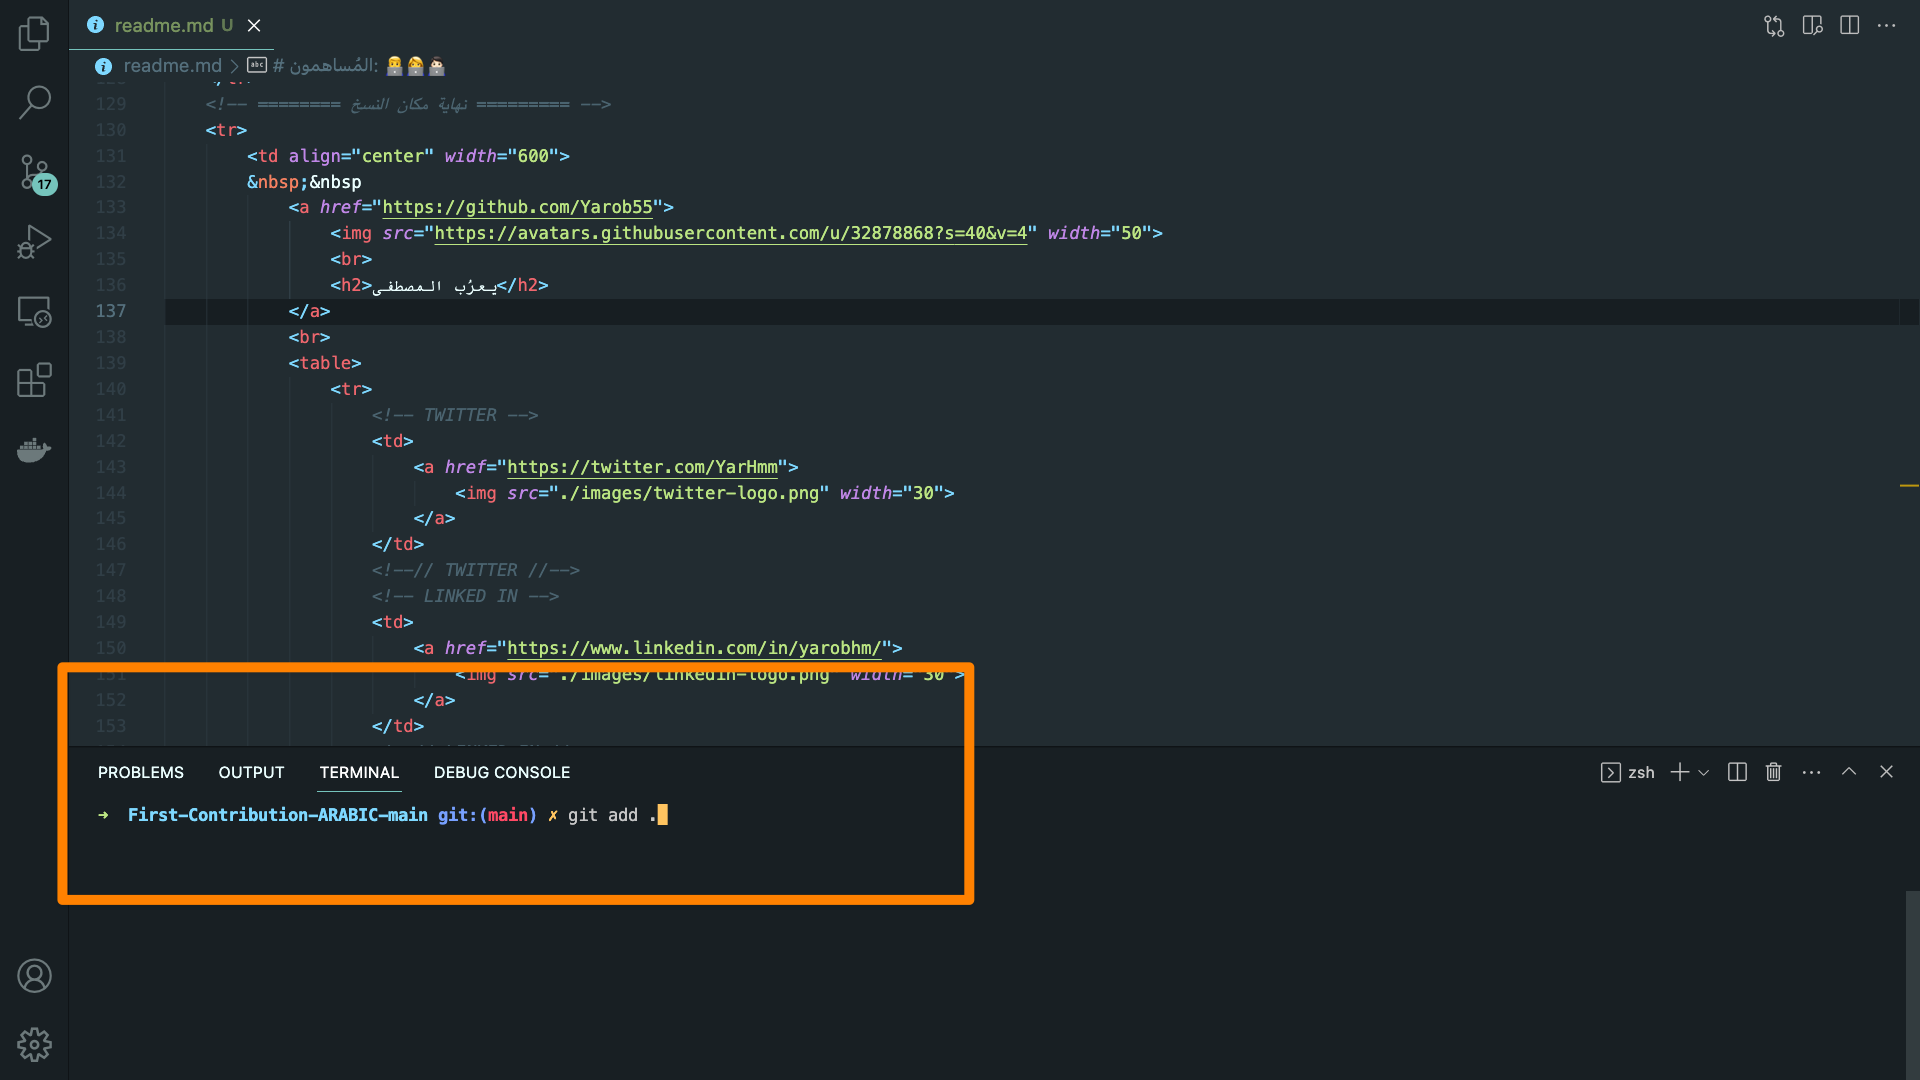 readme.md U
readme.md > # المُساهمون:
129 <!-- ======== نهاية مكان النسخ ========= -->
130 <tr>
131 <td align="center" width="600">
132 &nbsp;&nbsp
133 <a href="https://github.com/Yarob55">
134 <img src="https://avatars.githubusercontent.com/u/32878868?s=40&v=4" width="50">
135 <br>
136 <h2>يعرُب المصطفى</h2>
137 </a>
138 <br>
139 <table>
140 <tr>
141 <!-- TWITTER -->
142 <td>
143 <a href="https://twitter.com/YarHmm">
144 <img src="./images/twitter-logo.png" width="30">
145 </a>
146 </td>
147 <!--// TWITTER //-->
148 <!-- LINKED IN -->
149 <td>
150 <a href="https://www.linkedin.com/in/yarobhm/">
151 <img src="./images/linkedin-logo.png" width="30">
152 </a>
153 </td>
17
PROBLEMS OUTPUT TERMINAL DEBUG CONSOLE zsh
➜ First-Contribution-ARABIC-main git:(main) ✗ git add .